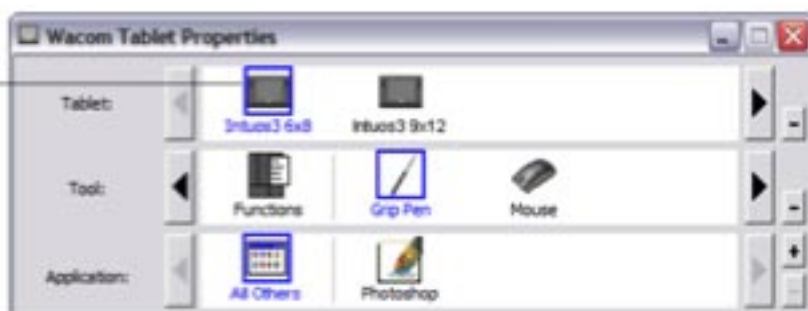 Wacom Tablet Properties
Tablet:
Intuos3 6x8 Intuos3 9x12
Tool:
Functions Grip Pen Mouse
Application:
All Others Photoshop